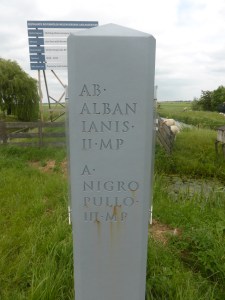 AB·
ALBAN
IANIS·
II·MP
A·
NIGRO
PULLO·
III·MP